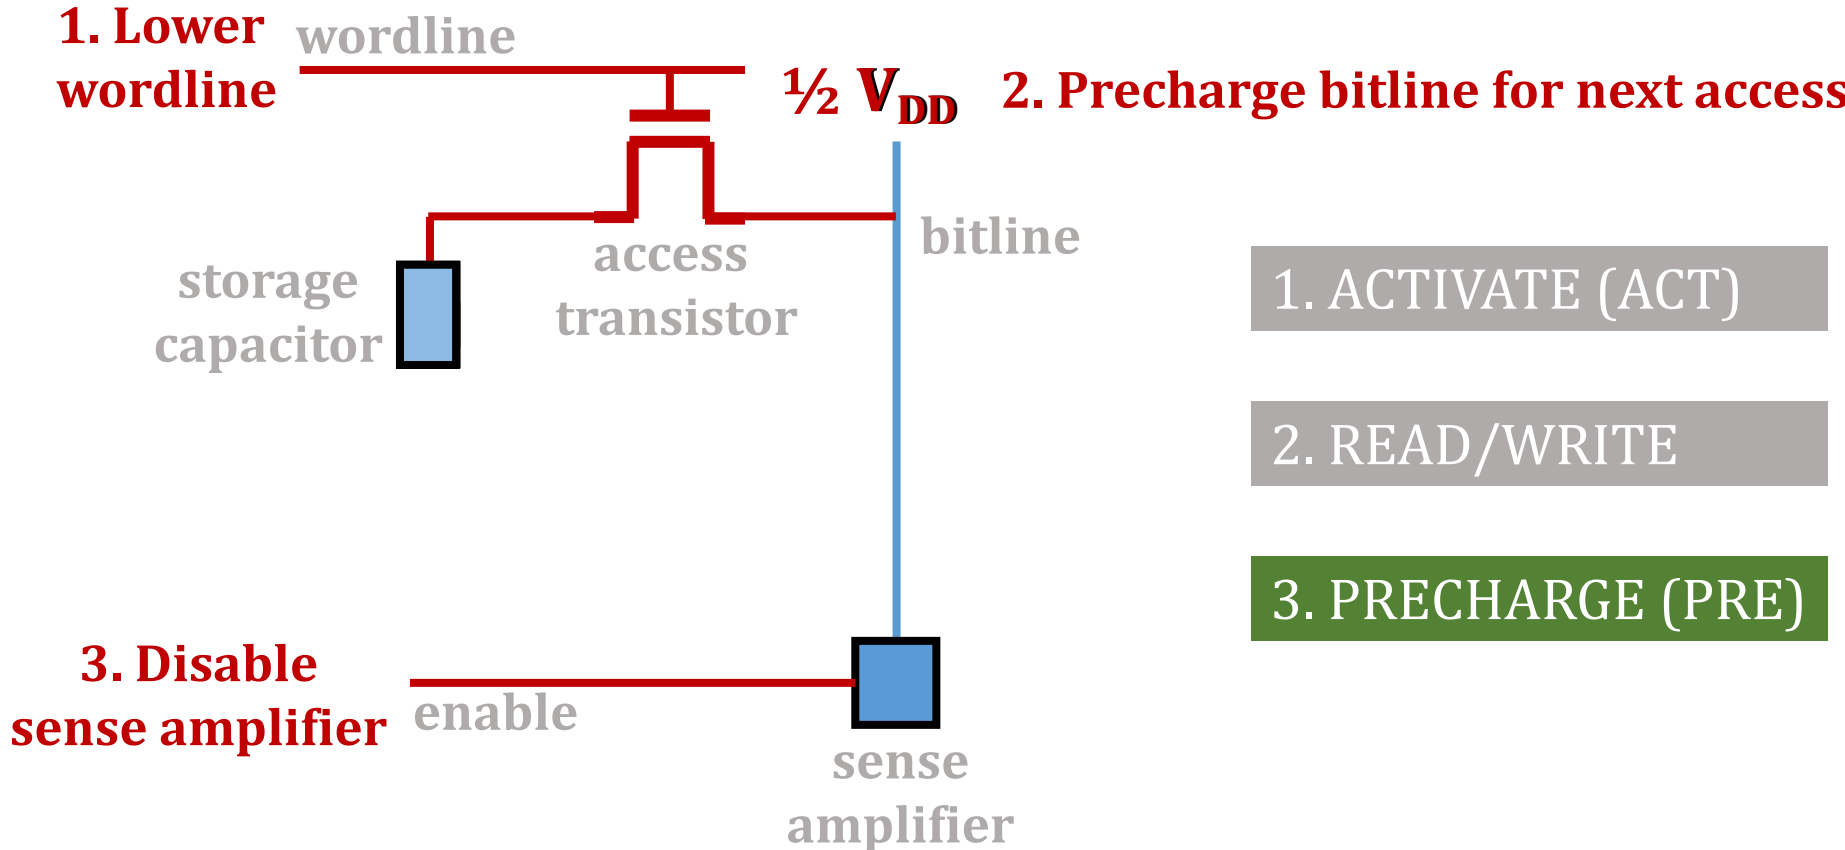 1. Lower
wordline
wordline
½ VDD
2. Precharge bitline for next access
storage
capacitor
access
transistor
bitline
1. ACTIVATE (ACT)
2. READ/WRITE
3. PRECHARGE (PRE)
3. Disable
sense amplifier
enable
sense
amplifier